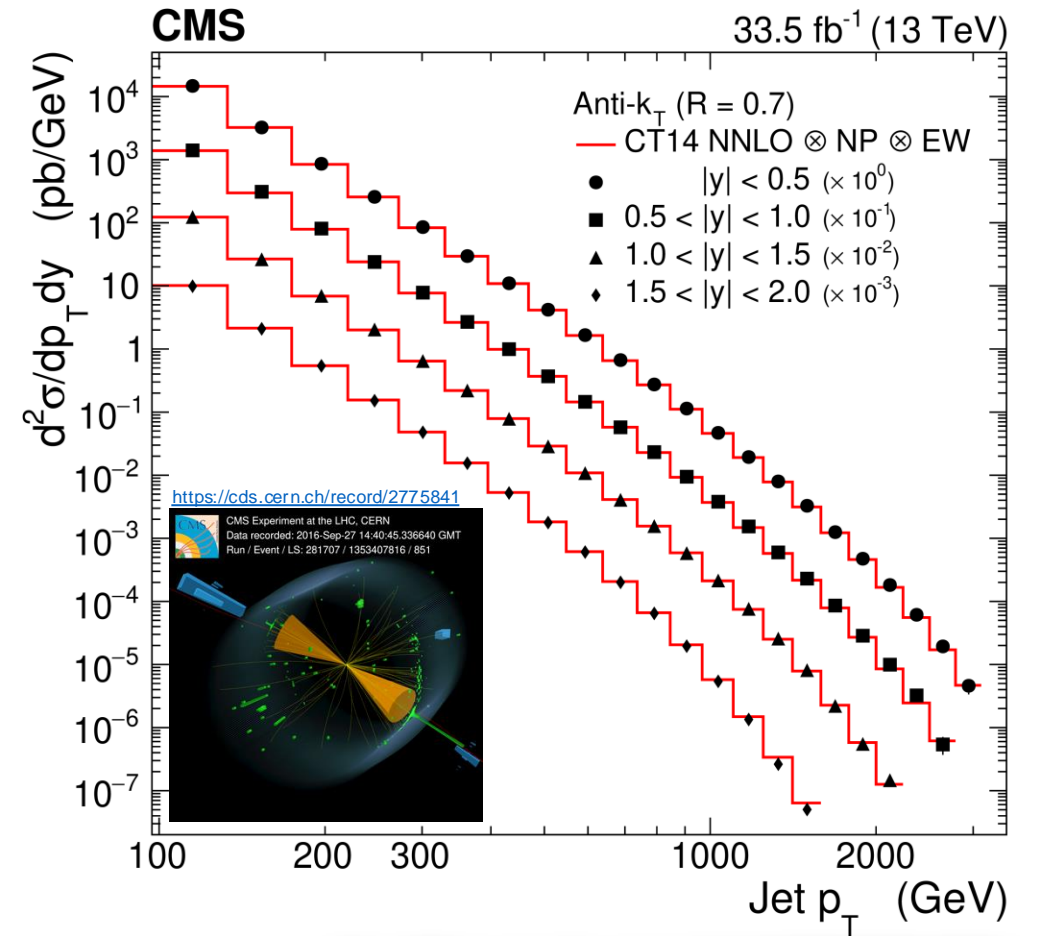 CMS
33.5 fb⁻¹ (13 TeV)
d²σ/dp_T dy (pb/GeV)
10⁴
10³
10²
10
1
10⁻¹
10⁻²
10⁻³
10⁻⁴
10⁻⁵
10⁻⁶
10⁻⁷
Anti-k_T (R = 0.7)
CT14 NNLO ⊗ NP ⊗ EW
|y| < 0.5 (× 10⁰)
0.5 < |y| < 1.0 (× 10⁻¹)
1.0 < |y| < 1.5 (× 10⁻²)
1.5 < |y| < 2.0 (× 10⁻³)
https://cds.cern.ch/record/2775841
CMS
CMS Experiment at the LHC, CERN
Data recorded: 2016-Sep-27 14:40:45.336640 GMT
Run / Event / LS: 281707 / 1353407816 / 851
100 200 300 1000 2000
Jet p_T (GeV)